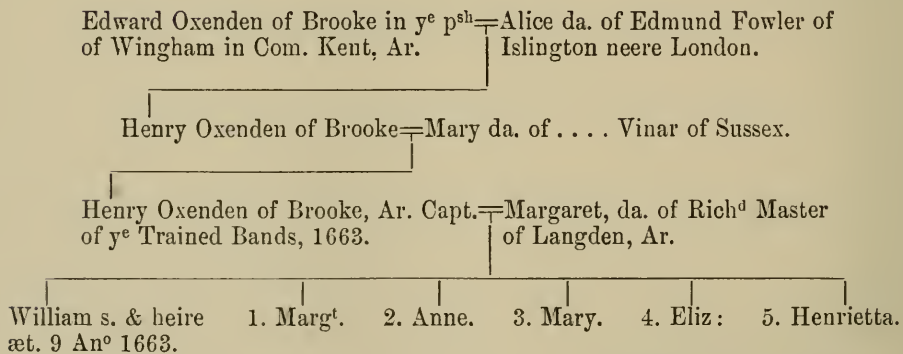 Edward Oxenden of Brooke in yᵉ pˢʰ=Alice da. of Edmund Fowler of
of Wingham in Com. Kent, Ar. Islington neere London.
Henry Oxenden of Brooke=Mary da. of .... Vinar of Sussex.
Henry Oxenden of Brooke, Ar. Capt.=Margaret, da. of Richᵈ Master
of yᵉ Trained Bands, 1663. of Langden, Ar.
William s. & heire 1. Margᵗ. 2. Anne. 3. Mary. 4. Eliz: 5. Henrietta.
æt. 9 Anº 1663.